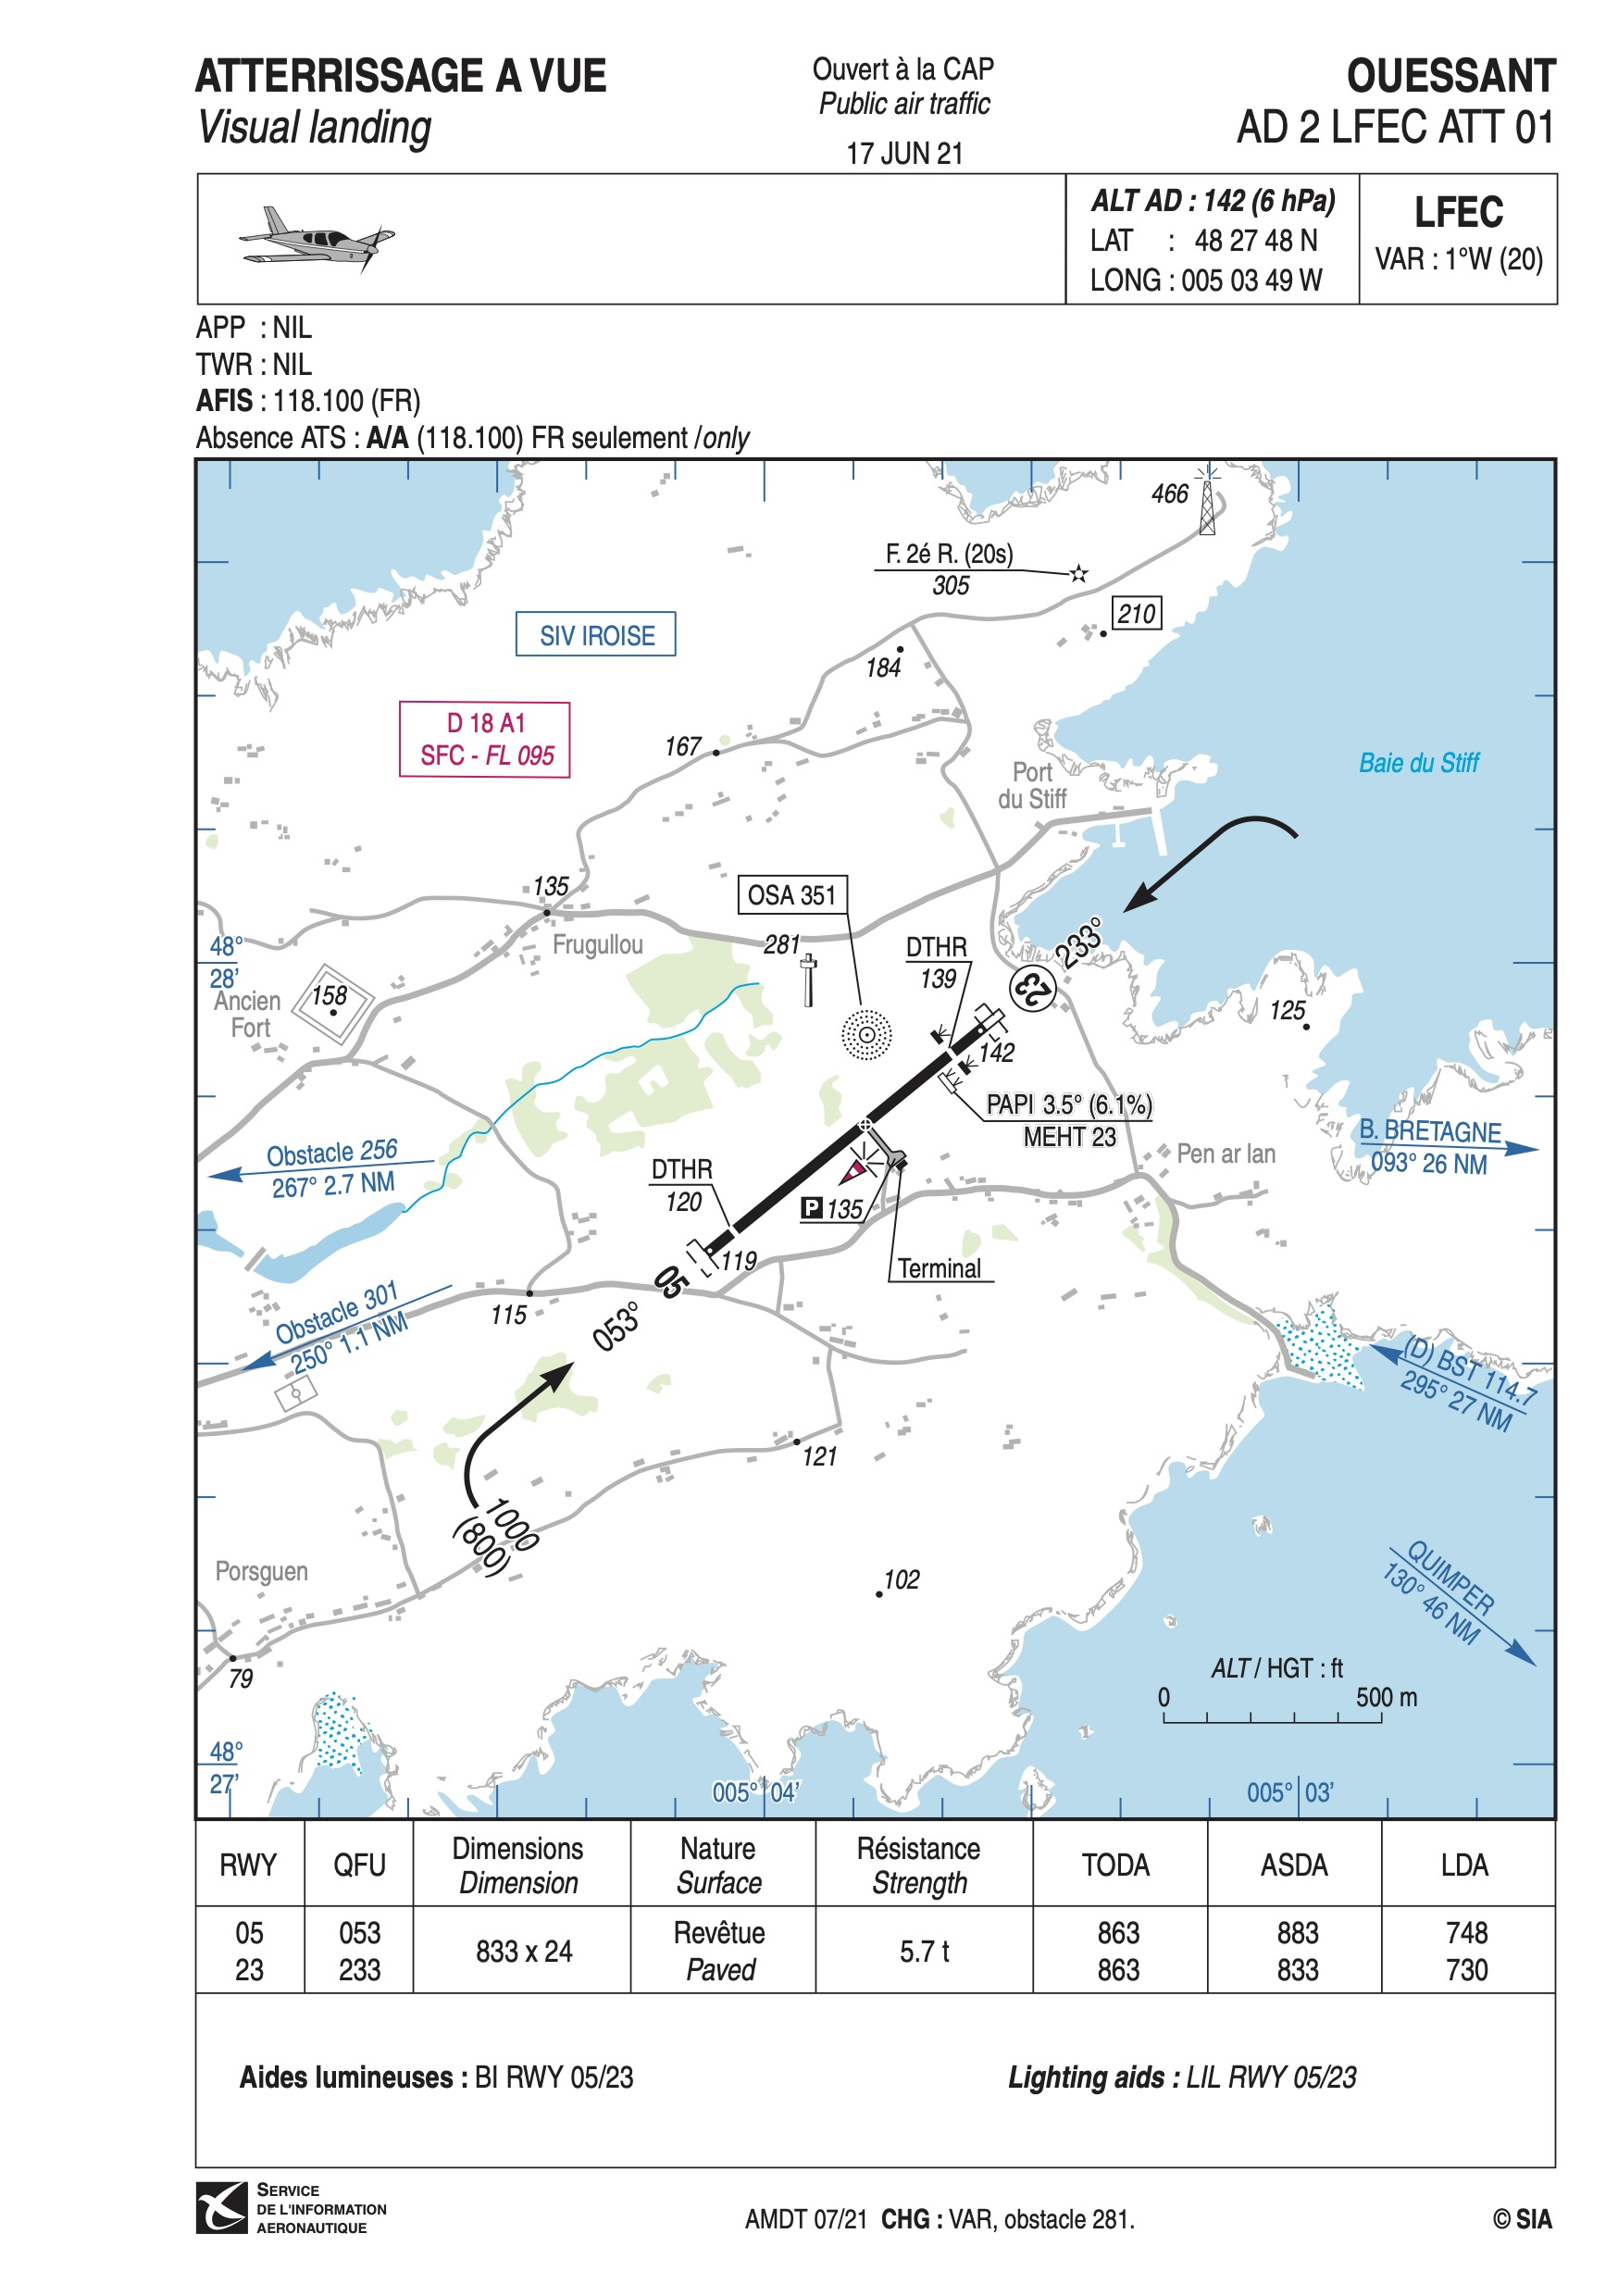 ATTERRISSAGE A VUE
Visual landing
Ouvert à la CAP
Public air traffic
17 JUN 21
OUESSANT
AD 2 LFEC ATT 01
ALT AD : 142 (6 hPa)
LAT : 48 27 48 N
LONG : 005 03 49 W
LFEC
VAR : 1°W (20)
APP : NIL
TWR : NIL
AFIS : 118.100 (FR)
Absence ATS : A/A (118.100) FR seulement /only
466
F. 2é R. (20s)
305
210
SIV IROISE
184
D 18 A1
SFC - FL 095
167
Baie du Stiff
Port
du Stiff
135
OSA 351
Frugullou
281
DTHR
139
233°
23
48°
28'
Ancien
Fort
158
125
142
PAPI 3.5° (6.1%)
MEHT 23
B. BRETAGNE
093° 26 NM
Pen ar lan
Obstacle 256
267° 2.7 NM
DTHR
120
P 135
119
Terminal
05
053°
115
Obstacle 301
250° 1.1 NM
(D) BST 114.7
295° 27 NM
121
1000
(800)
Porsguen
102
QUIMPER
130° 46 NM
79
ALT / HGT : ft
0 500 m
48°
27'
005° 04'
005° 03'
RWY QFU Dimensions Nature Résistance TODA ASDA LDA
Dimension Surface Strength
05 053 833 x 24 Revêtue 5.7 t 863 883 748
23 233 Paved 863 833 730
Aides lumineuses : BI RWY 05/23
Lighting aids : LIL RWY 05/23
SERVICE
DE L'INFORMATION
AERONAUTIQUE
AMDT 07/21 CHG : VAR, obstacle 281.
© SIA